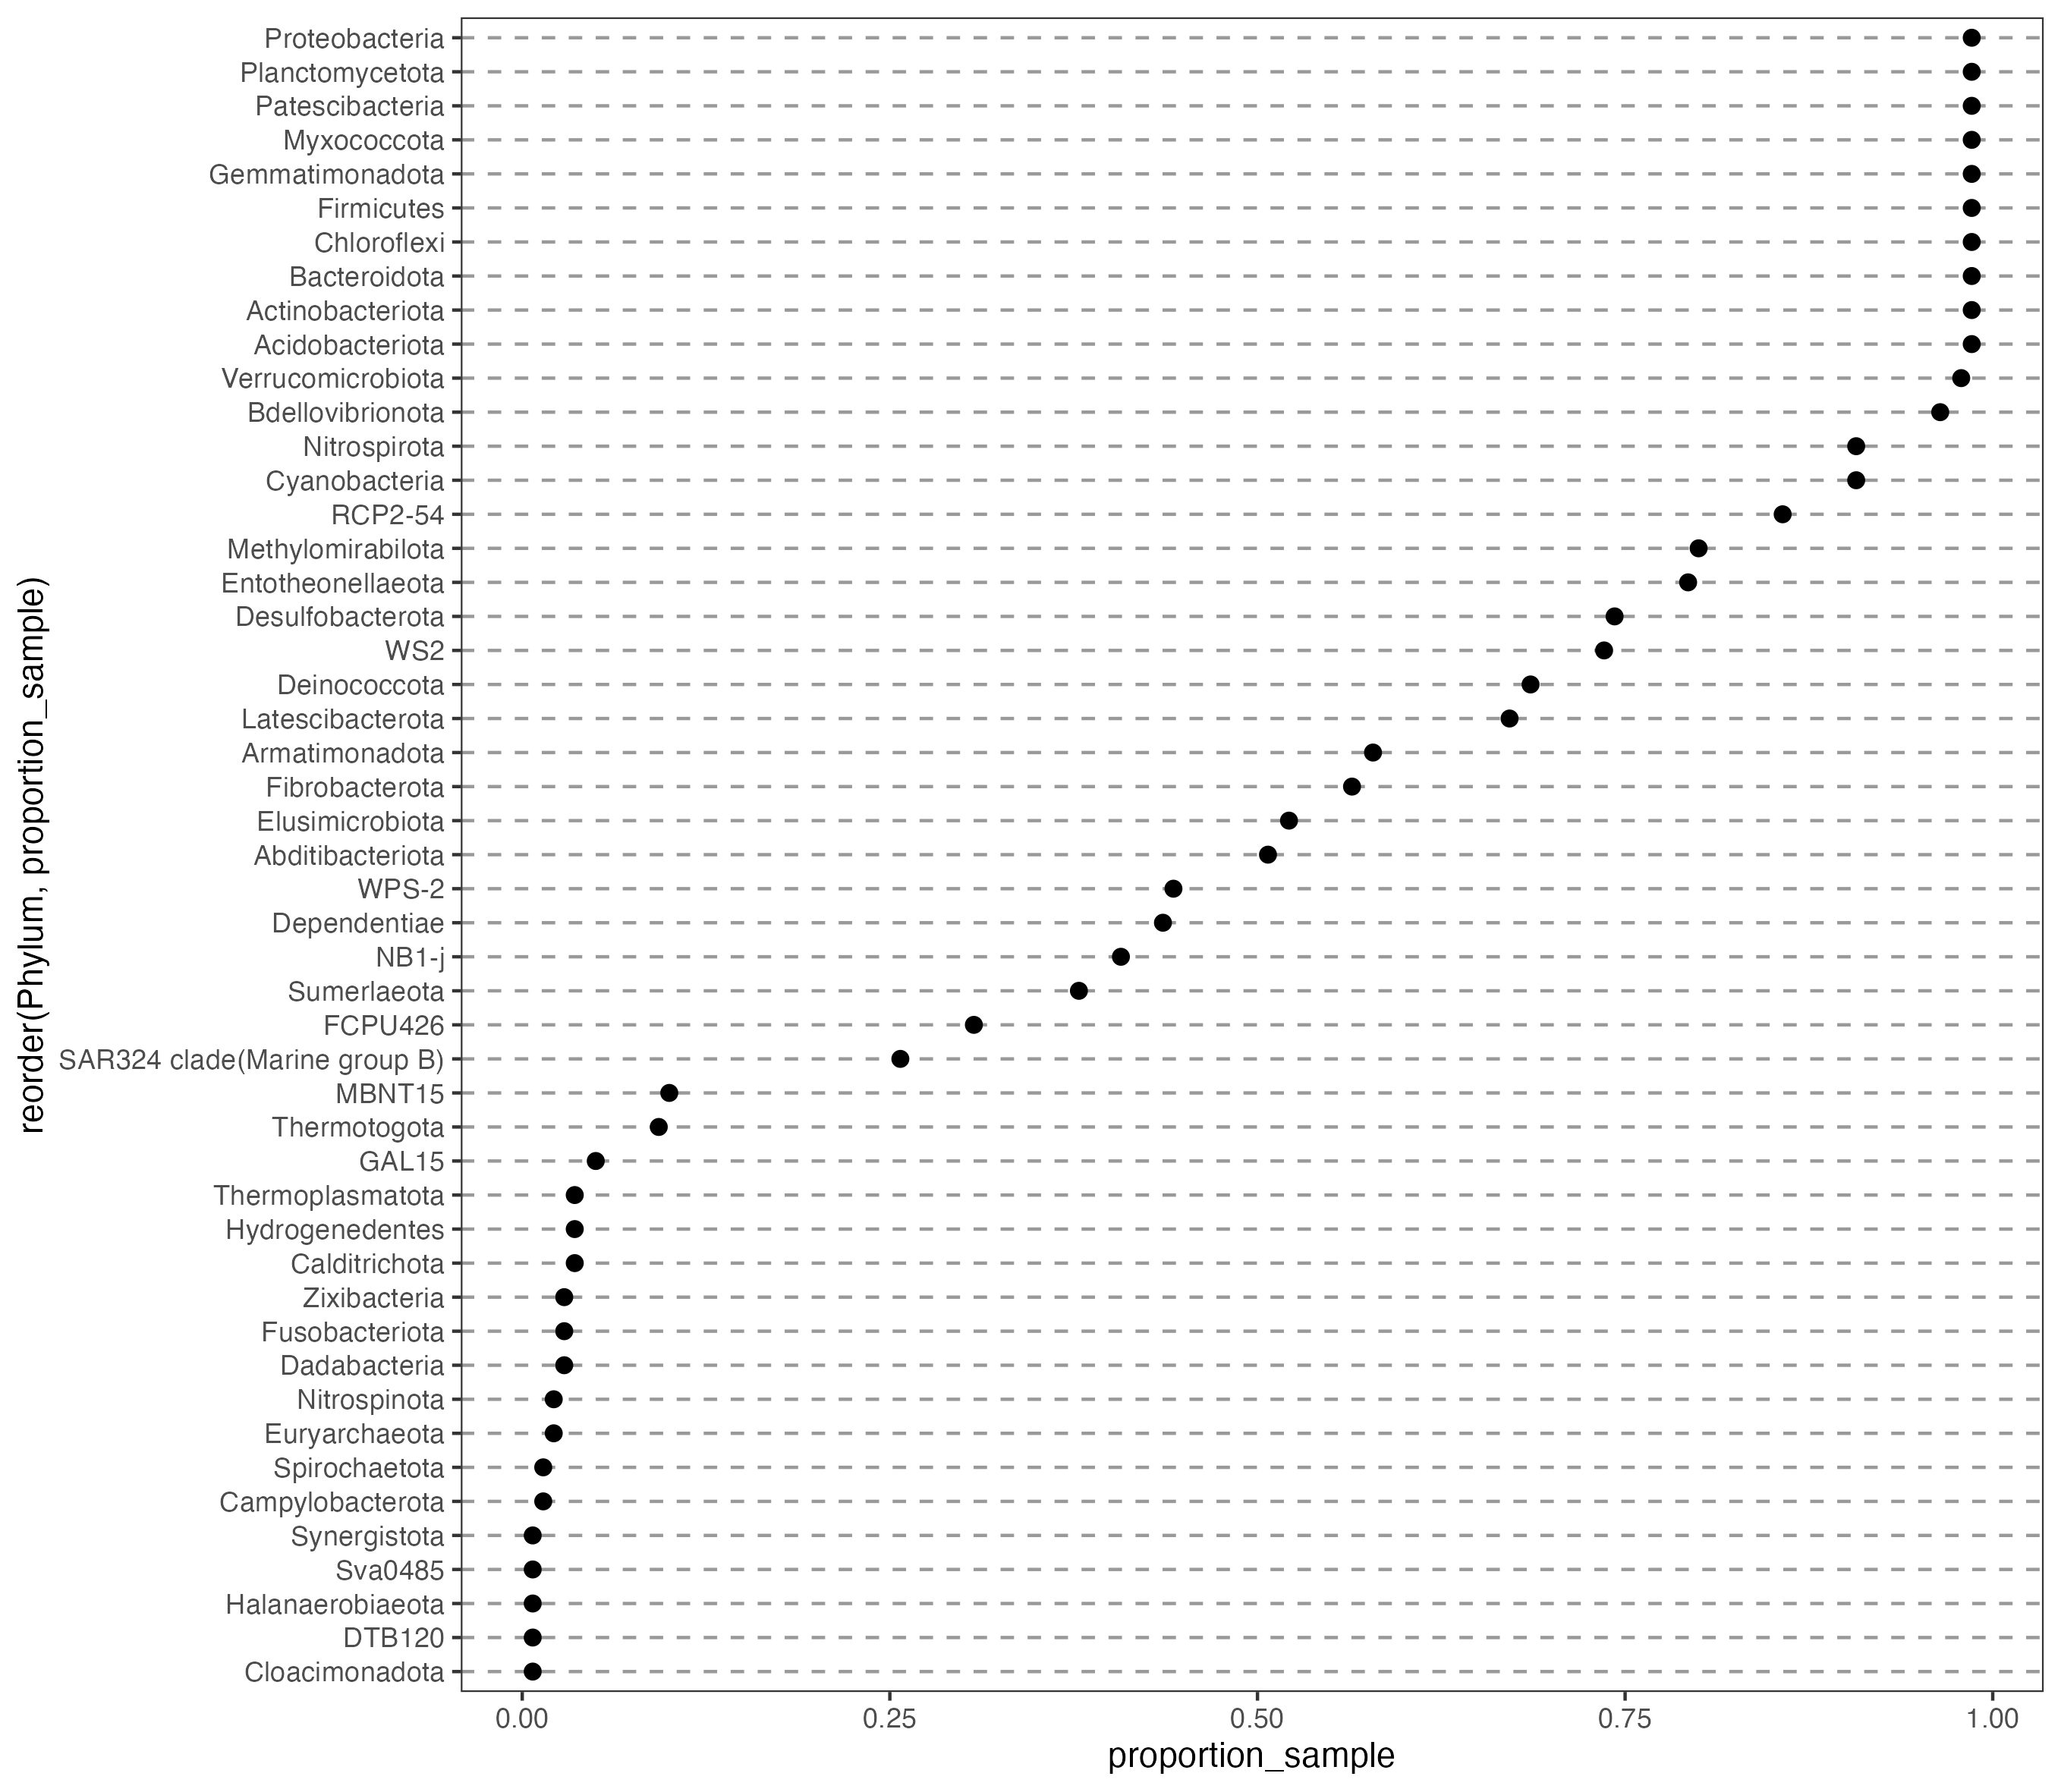 Proteobacteria
Planctomycetota
Patescibacteria
Myxococcota
Gemmatimonadota
Firmicutes
Chloroflexi
Bacteroidota
Actinobacteriota
Acidobacteriota
Verrucomicrobiota
Bdellovibrionota
Nitrospirota
Cyanobacteria
RCP2-54
Methylomirabilota
Entotheonellaeota
Desulfobacterota
WS2
Deinococcota
Latescibacterota
Armatimonadota
Fibrobacterota
Elusimicrobiota
Abditibacteriota
WPS-2
Dependentiae
NB1-j
Sumerlaeota
FCPU426
SAR324 clade(Marine group B)
MBNT15
Thermotogota
GAL15
Thermoplasmatota
Hydrogenedentes
Calditrichota
Zixibacteria
Fusobacteriota
Dadabacteria
Nitrospinota
Euryarchaeota
Spirochaetota
Campylobacterota
Synergistota
Sva0485
Halanaerobiaeota
DTB120
Cloacimonadota
reorder(Phylum, proportion_sample)
0.00 0.25 0.50 0.75 1.00
proportion_sample